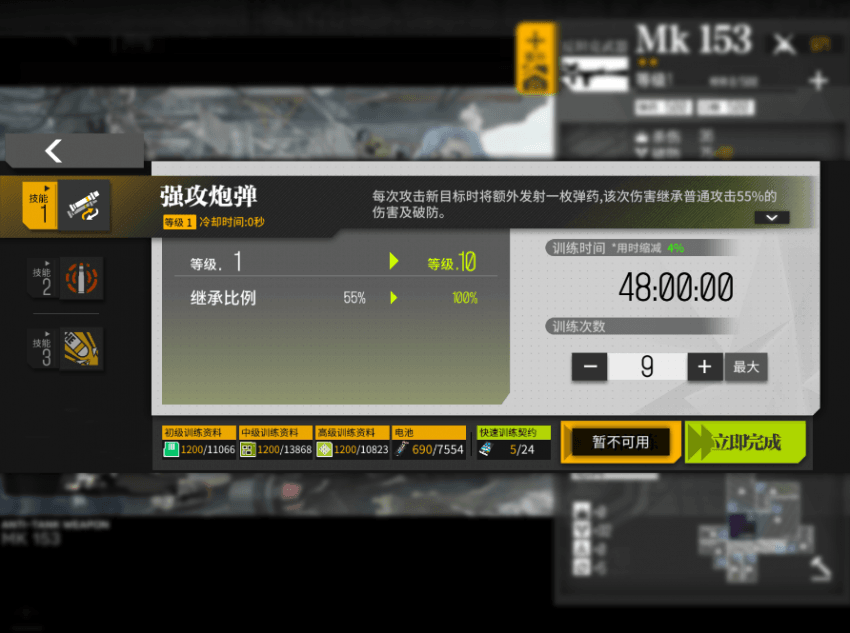 Mk 153
技能
1
强攻炮弹
等级 1 冷却时间:0秒
每次攻击新目标时将额外发射一枚弹药,该次伤害继承普通攻击55%的
伤害及破防。
技能
2
技能
3
等级. 1 等级.10
继承比例 55% 100%
训练时间 *用时缩减 4%
48:00:00
训练次数
9 最大
初级训练资料 中级训练资料 高级训练资料 电池 快速训练契约
1200/11066 1200/13868 1200/10823 690/7554 5/24
暂不可用 立即完成
ANTI-TANK WEAPON
MK 153